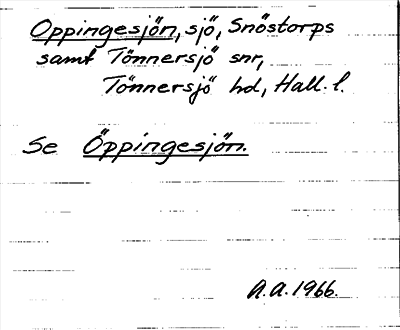 Oppingesjön, sjö, Snöstorps
samt Tönnersjö snr,
Tönnersjö hd, Hall. l.
Se Öppingesjön.
A.A. 1966.